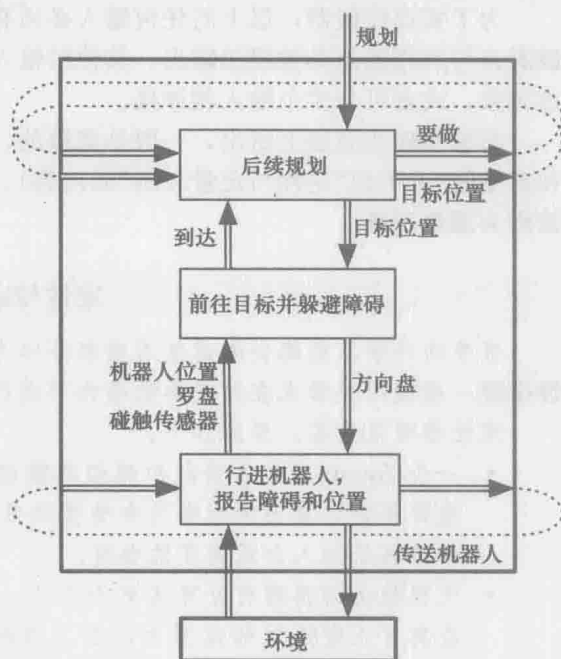 规划
要做
后续规划
目标位置
到达
目标位置
前往目标并躲避障碍
机器人位置
罗盘
碰触传感器
方向盘
行进机器人，
报告障碍和位置
传送机器人
环境